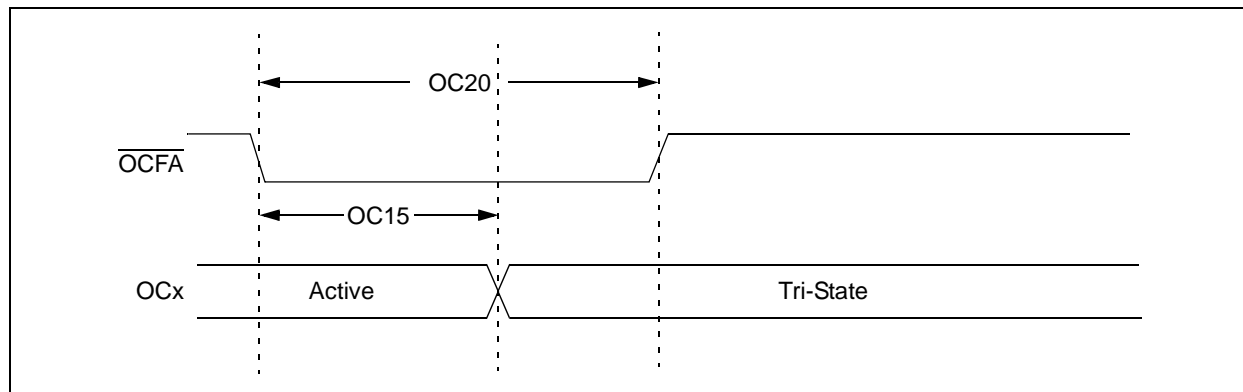 OC20
OCFA
OC15
OCx
Active
Tri-State